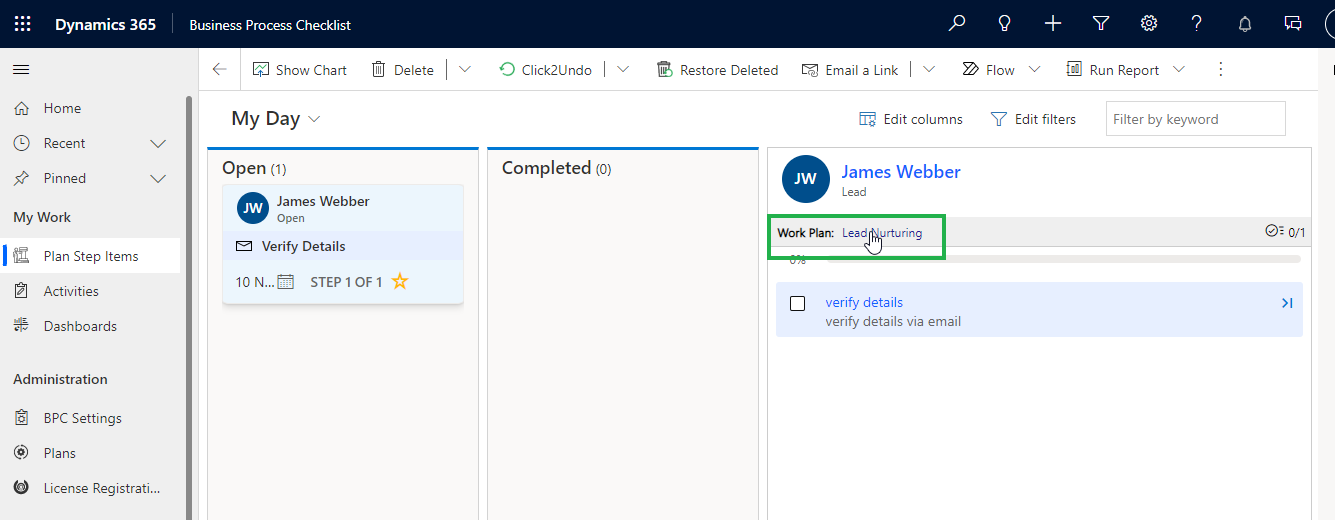 Dynamics 365 Business Process Checklist
Show Chart Delete Click2Undo Restore Deleted Email a Link Flow Run Report
Home
Recent
Pinned
My Work
Plan Step Items
Activities
Dashboards
Administration
BPC Settings
Plans
License Registrati...
My Day
Edit columns Edit filters Filter by keyword
Open (1)
JW James Webber
Open
Verify Details
10 N... STEP 1 OF 1
Completed (0)
JW James Webber
Lead
Work Plan: Lead Nurturing 0/1
0%
verify details
verify details via email